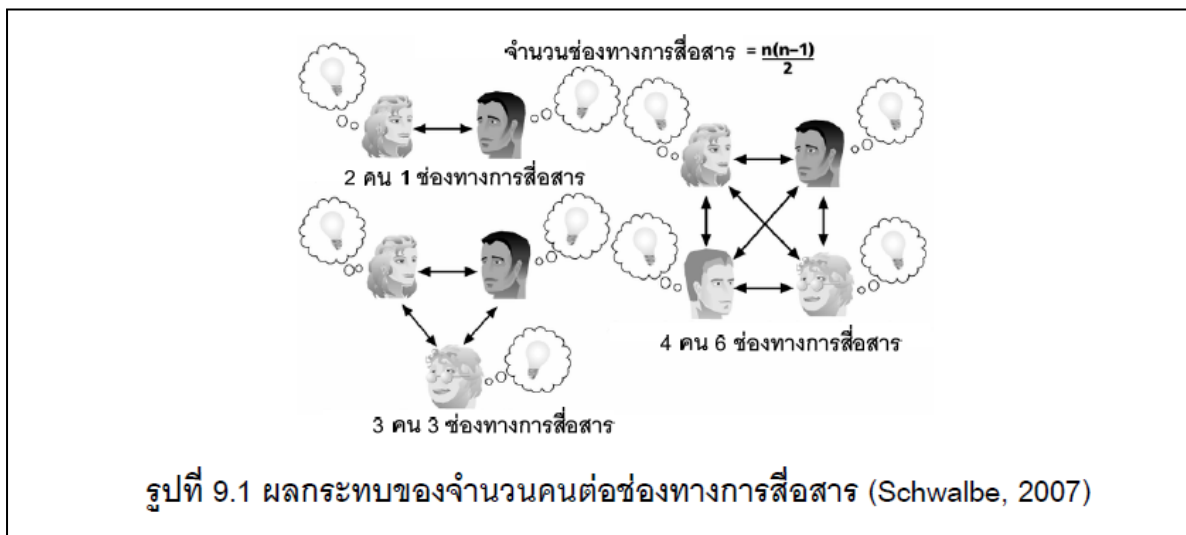 จำนวนช่องทางการสื่อสาร = n(n–1)
2
2 คน 1 ช่องทางการสื่อสาร
4 คน 6 ช่องทางการสื่อสาร
3 คน 3 ช่องทางการสื่อสาร
รูปที่ 9.1 ผลกระทบของจำนวนคนต่อช่องทางการสื่อสาร (Schwalbe, 2007)